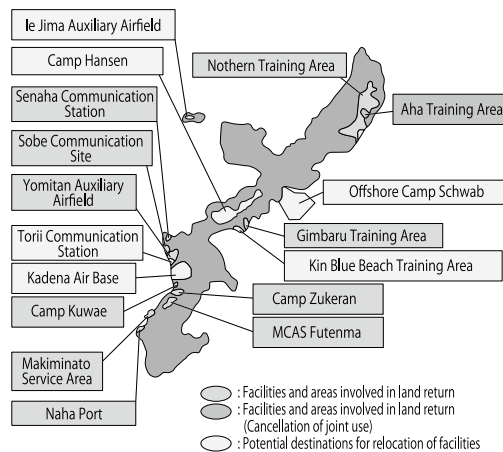 Ie Jima Auxiliary Airfield
Camp Hansen
Senaha Communication
Station
Sobe Communication
Site
Yomitan Auxiliary
Airfield
Torii Communication
Station
Kadena Air Base
Camp Kuwae
Makiminato
Service Area
Naha Port
Nothern Training Area
Aha Training Area
Offshore Camp Schwab
Gimbaru Training Area
Kin Blue Beach Training Area
Camp Zukeran
MCAS Futenma
: Facilities and areas involved in land return
: Facilities and areas involved in land return
(Cancellation of joint use)
: Potential destinations for relocation of facilities